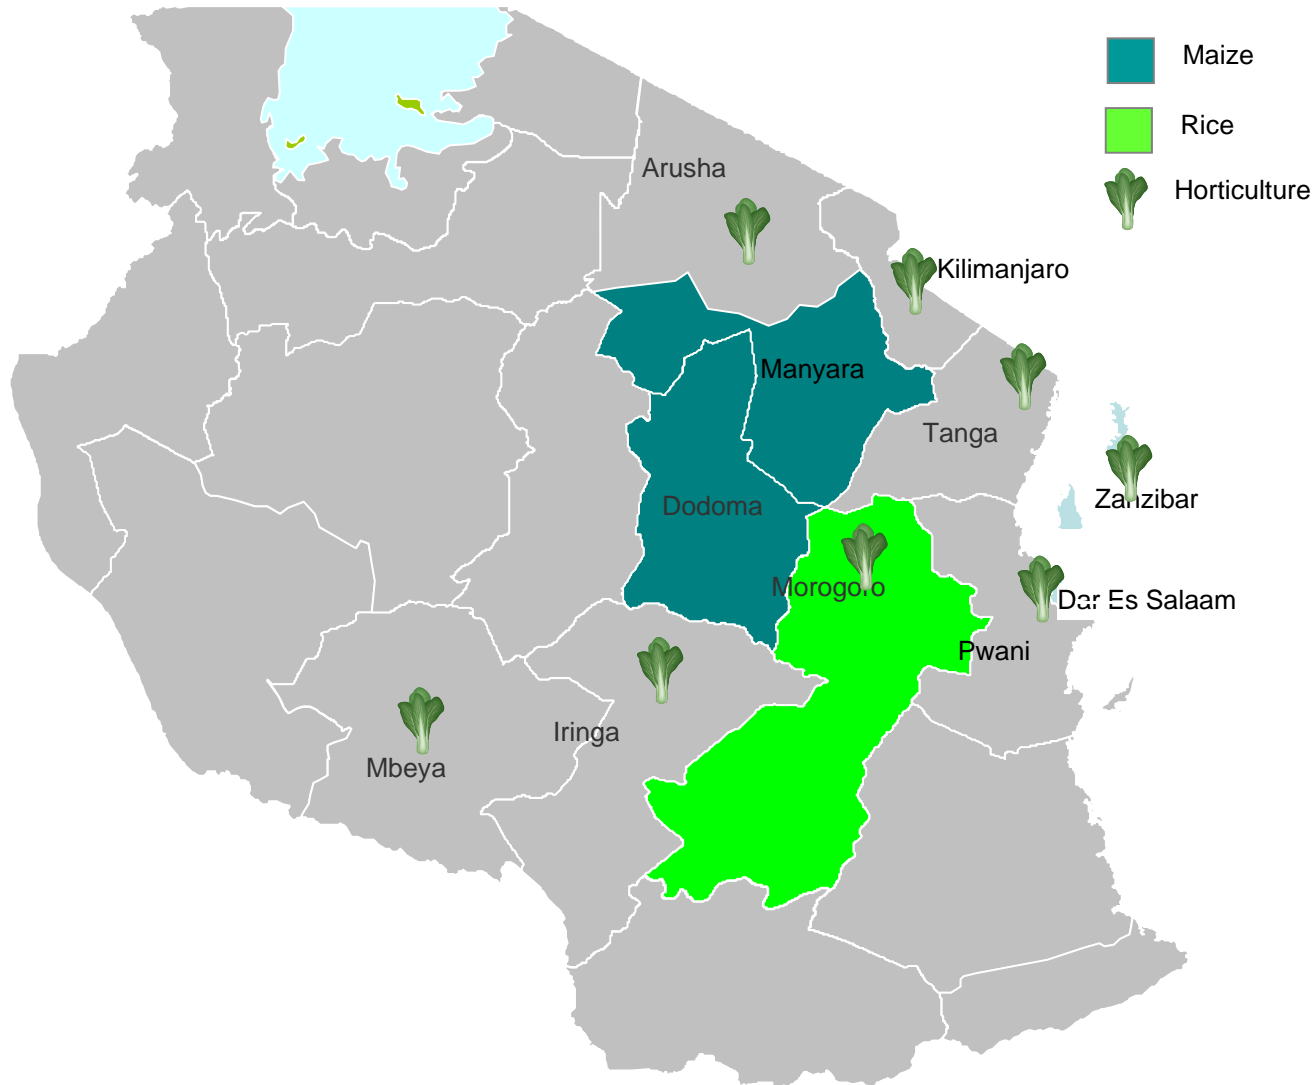 Maize
Rice
Horticulture
Arusha
Kilimanjaro
Manyara
Tanga
Dodoma
Zanzibar
Morogoro
Dar Es Salaam
Pwani
Iringa
Mbeya